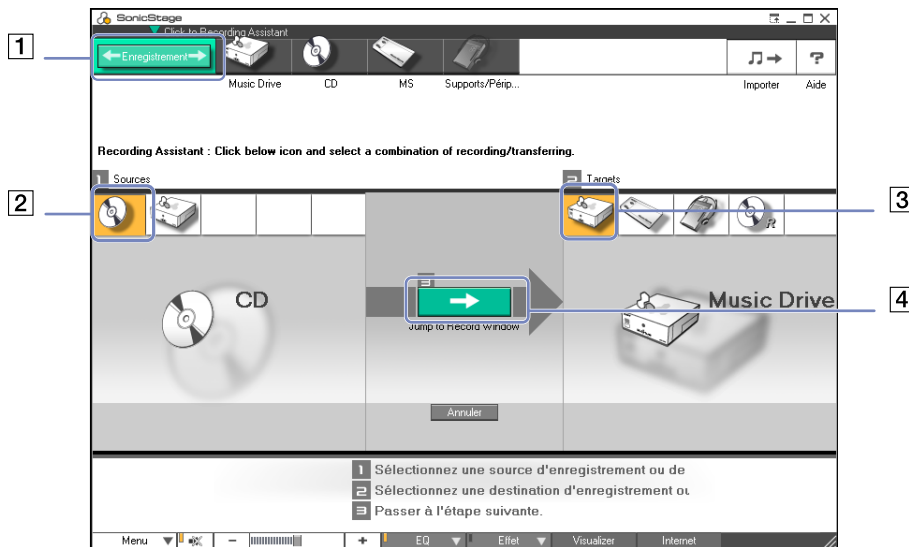 SonicStage
Click to Recording Assistant
1
Enregistrement
Music Drive
CD
MS
Supports/Périp...
Importer
Aide
Recording Assistant : Click below icon and select a combination of recording/transferring.
1 Sources
2 Targets
2
3
R
CD
3
Music Drive
4
Jump to Record Window
Annuler
1 Sélectionnez une source d'enregistrement ou de
2 Sélectionnez une destination d'enregistrement ou
3 Passer à l'étape suivante.
Menu
EQ
Effet
Visualizer
Internet